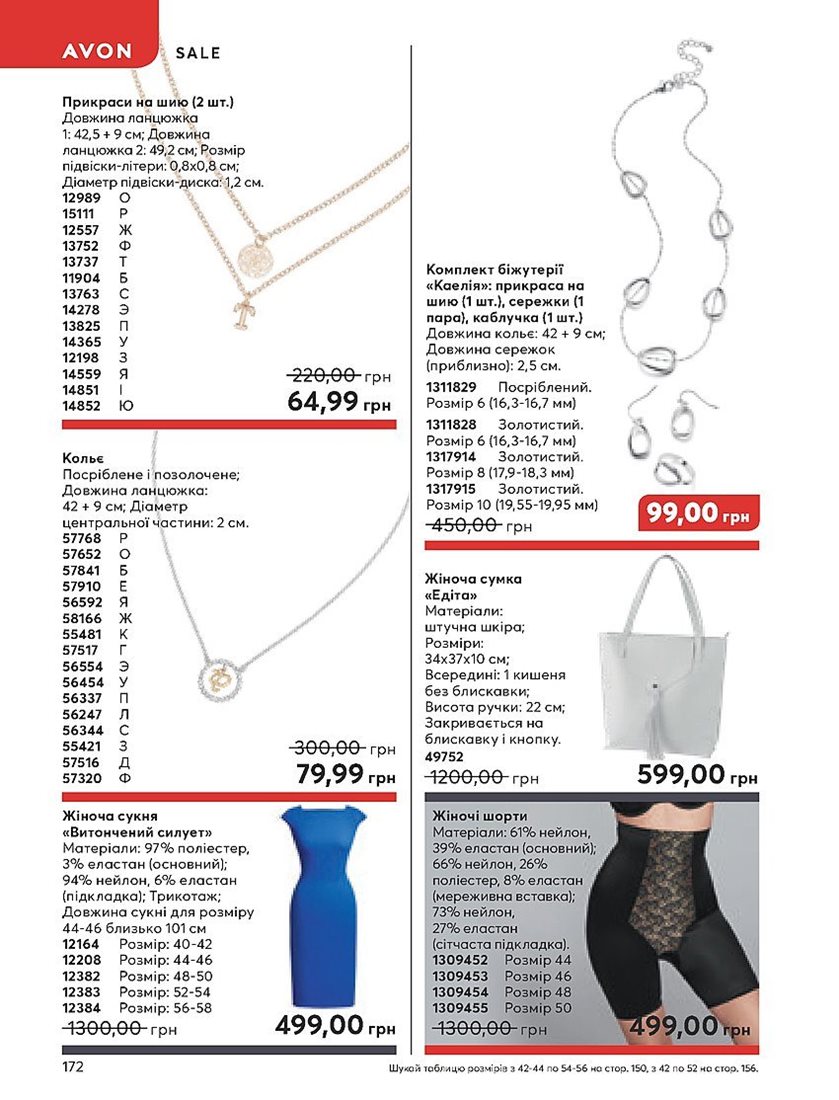 AVON
SALE
Прикраси на шию (2 шт.)
Довжина ланцюжка
1: 42,5 + 9 см; Довжина
ланцюжка 2: 49,2 см; Розмір
підвіски-літери: 0,8х0,8 см;
Діаметр підвіски-диска: 1,2 см.
12989 О
15111 Р
12557 Ж
13752 Ф
13737 Т
11904 Б
13763 С
14278 Э
13825 П
14365 У
12198 З
14559 Я
14851 І
14852 Ю
220,00 грн
64,99 грн
Кольє
Посріблене і позолочене;
Довжина ланцюжка:
42 + 9 см; Діаметр
центральної частини: 2 см.
57768 Р
57652 О
57841 Б
57910 Е
56592 Я
58166 Ж
55481 К
57517 Г
56554 Э
56454 У
56337 П
56247 Л
56344 С
55421 З
57516 Д
57320 Ф
300,00 грн
79,99 грн
Жіноча сукня
«Витончений силует»
Матеріали: 97% поліестер,
3% еластан (основний);
94% нейлон, 6% еластан
(підкладка); Трикотаж;
Довжина сукні для розміру
44-46 близько 101 см
12164 Розмір: 40-42
12208 Розмір: 44-46
12382 Розмір: 48-50
12383 Розмір: 52-54
12384 Розмір: 56-58
1300,00 грн
499,00 грн
Комплект біжутерії
«Каелія»: прикраса на
шию (1 шт.), сережки (1
пара), каблучка (1 шт.)
Довжина кольє: 42 + 9 см;
Довжина сережок
(приблизно): 2,5 см.
1311829 Посріблений.
Розмір 6 (16,3-16,7 мм)
1311828 Золотистий.
Розмір 6 (16,3-16,7 мм)
1317914 Золотистий.
Розмір 8 (17,9-18,3 мм)
1317915 Золотистий.
Розмір 10 (19,55-19,95 мм)
450,00 грн
99,00 грн
Жіноча сумка
«Едіта»
Матеріали:
штучна шкіра;
Розміри:
34х37х10 см;
Всередині: 1 кишеня
без блискавки;
Висота ручки: 22 см;
Закривається на
блискавку і кнопку.
49752
1200,00 грн
599,00 грн
Жіночі шорти
Матеріали: 61% нейлон,
39% еластан (основний);
66% нейлон, 26%
поліестер, 8% еластан
(мереживна вставка);
73% нейлон,
27% еластан
(сітчаста підкладка).
1309452 Розмір 44
1309453 Розмір 46
1309454 Розмір 48
1309455 Розмір 50
1300,00 грн
499,00 грн
172
Шукай таблицю розмірів з 42-44 по 54-56 на стор. 150, з 42 по 52 на стор. 156.